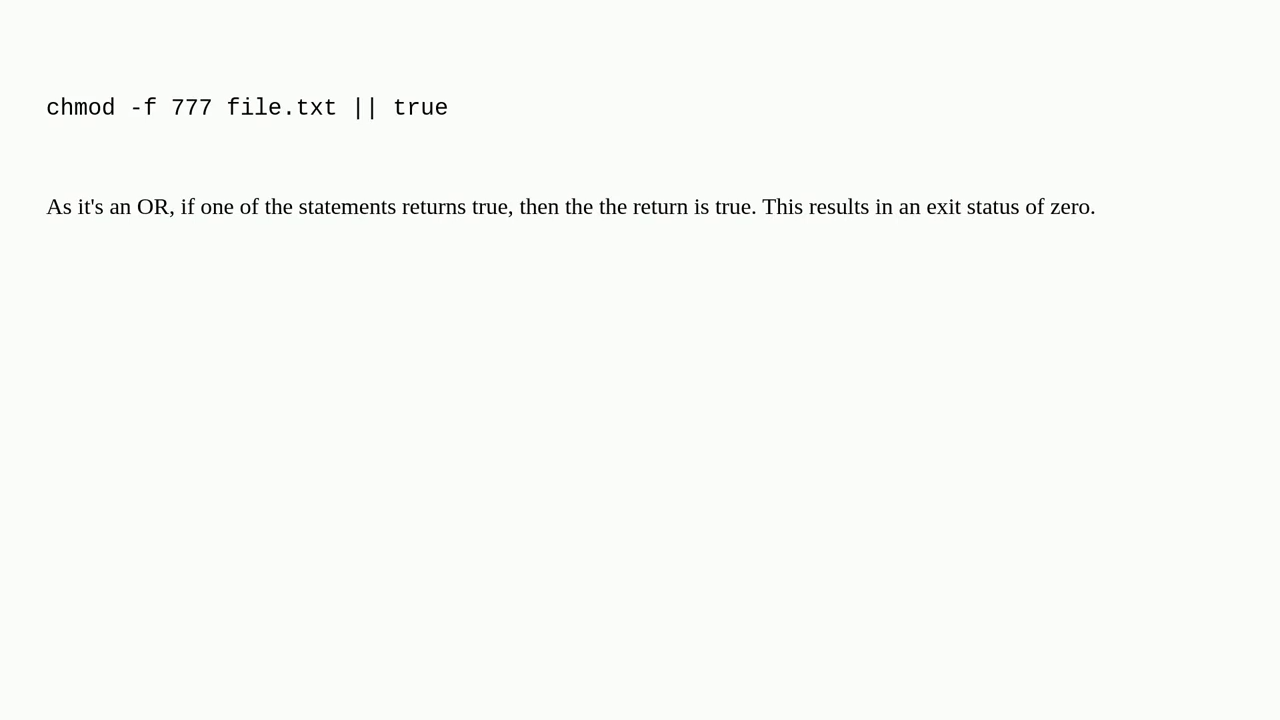 chmod -f 777 file.txt || true
As it's an OR, if one of the statements returns true, then the the return is true. This results in an exit status of zero.